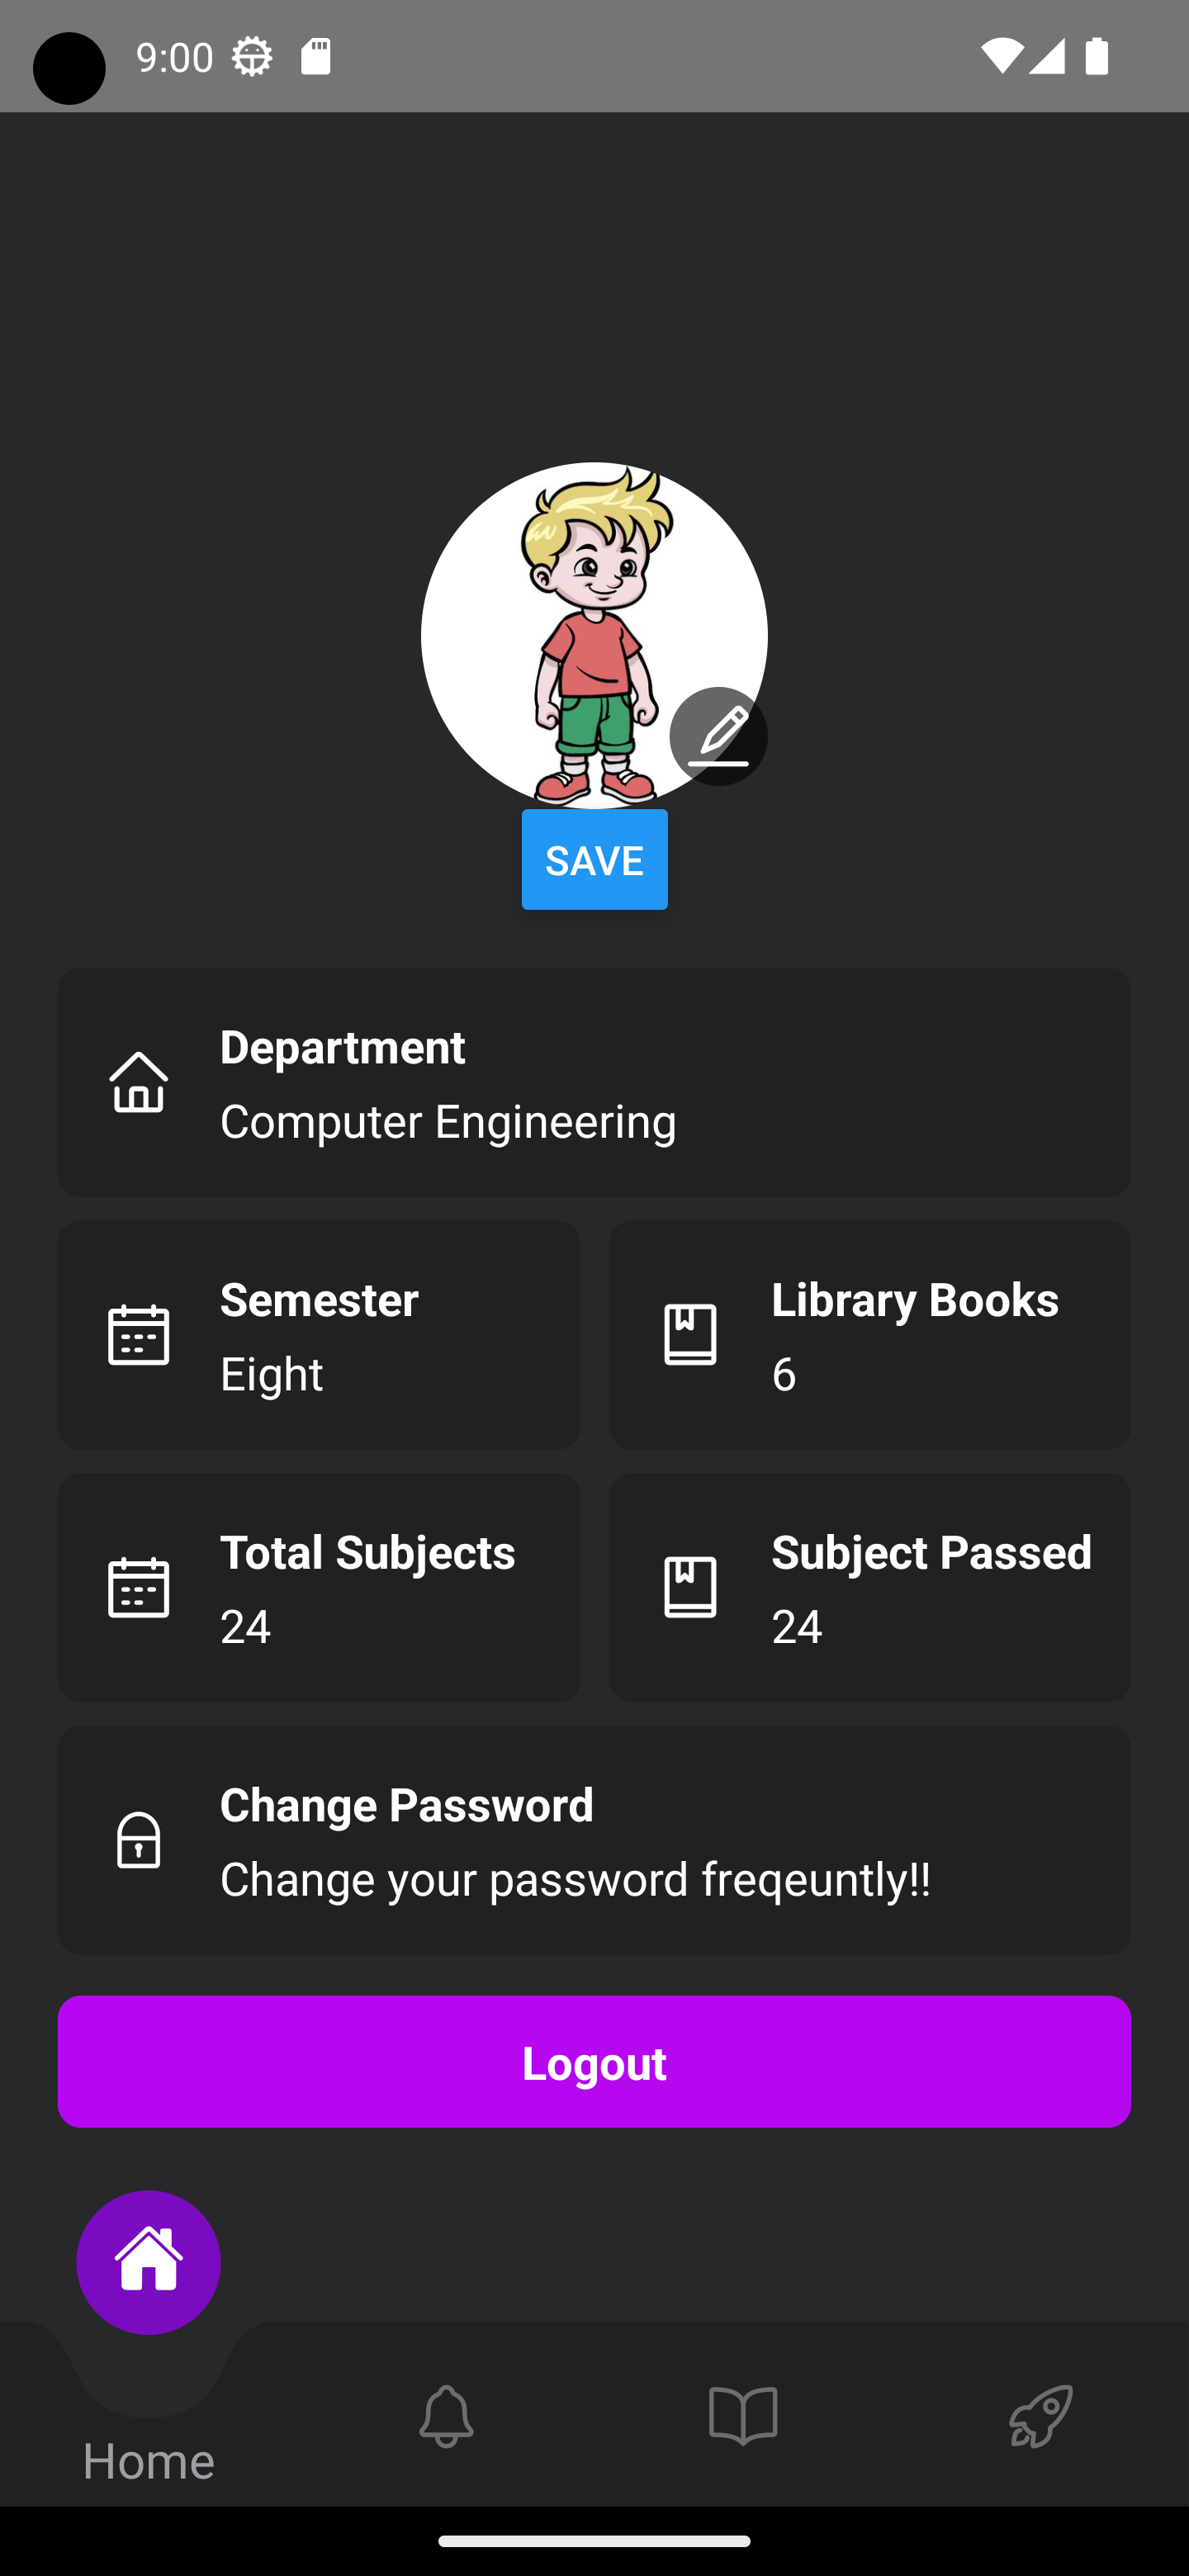 9:00
SAVE
Department
Computer Engineering
Semester
Eight
Library Books
6
Total Subjects
24
Subject Passed
24
Change Password
Change your password freqeuntly!!
Logout
Home